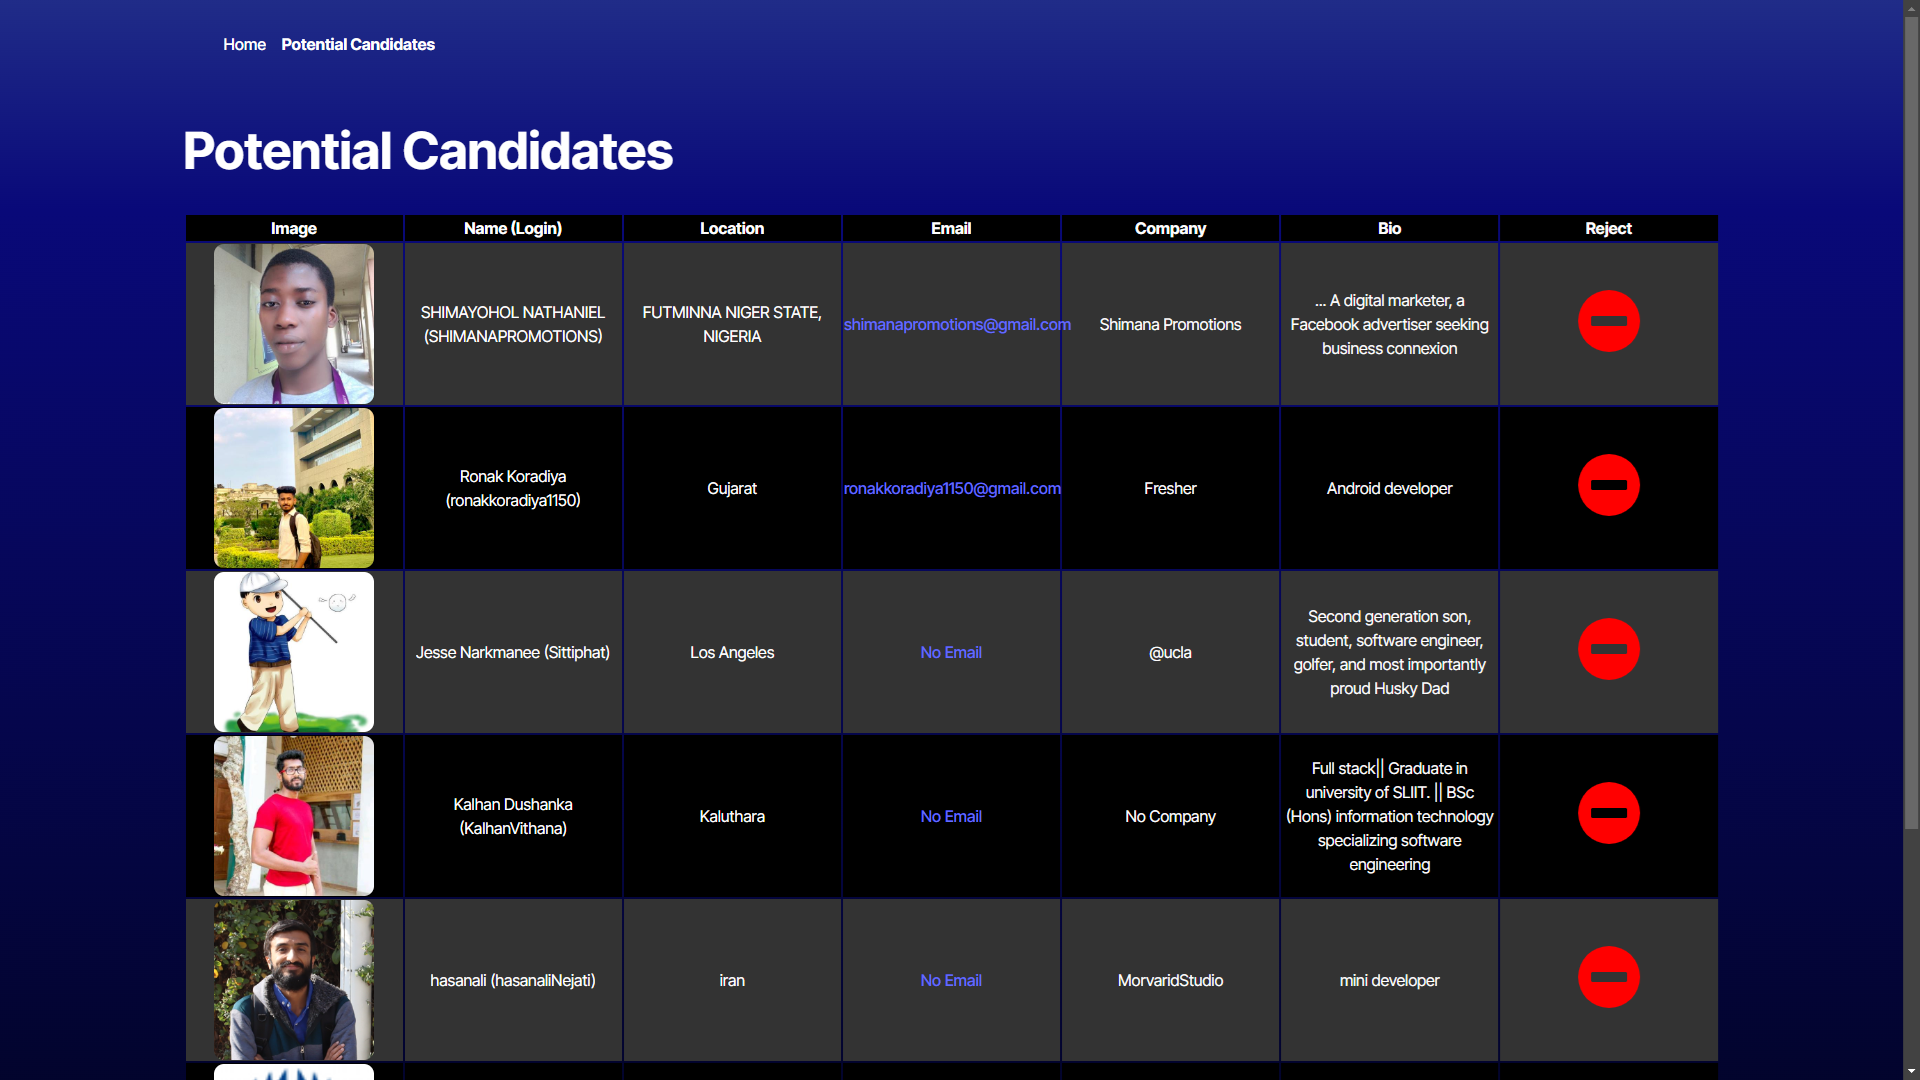 Home Potential Candidates
Potential Candidates
Image Name (Login) Location Email Company Bio Reject
SHIMAYOHOL NATHANIEL
(SHIMANAPROMOTIONS)
FUTMINNA NIGER STATE,
NIGERIA
shimanapromotions@gmail.com
Shimana Promotions
... A digital marketer, a
Facebook advertiser seeking
business connexion
Ronak Koradiya
(ronakkoradiya1150)
Gujarat
ronakkoradiya1150@gmail.com
Fresher
Android developer
Jesse Narkmanee (Sittiphat)
Los Angeles
No Email
@ucla
Second generation son,
student, software engineer,
golfer, and most importantly
proud Husky Dad
Kalhan Dushanka
(KalhanVithana)
Kaluthara
No Email
No Company
Full stack|| Graduate in
university of SLIIT. || BSc
(Hons) information technology
specializing software
engineering
hasanali (hasanaliNejati)
iran
No Email
MorvaridStudio
mini developer